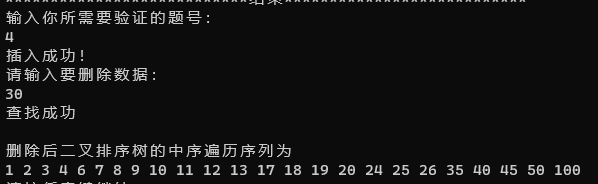 输入你所需要验证的题号:
4
插入成功!
请输入要删除数据:
30
查找成功
删除后二叉排序树的中序遍历序列为
1 2 3 4 6 7 8 9 10 11 12 13 17 18 19 20 24 25 26 35 40 45 50 100